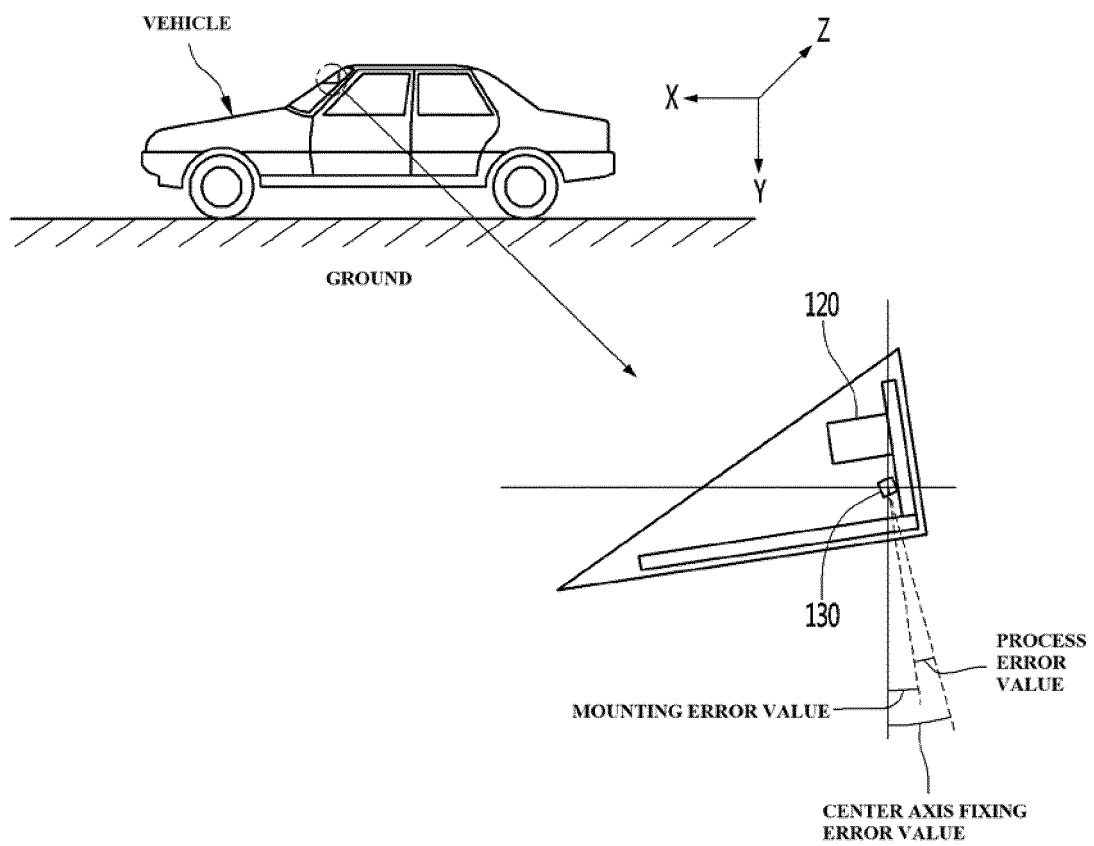 VEHICLE
Z
X
Y
GROUND
120
130
PROCESS
ERROR
VALUE
MOUNTING ERROR VALUE
CENTER AXIS FIXING
ERROR VALUE